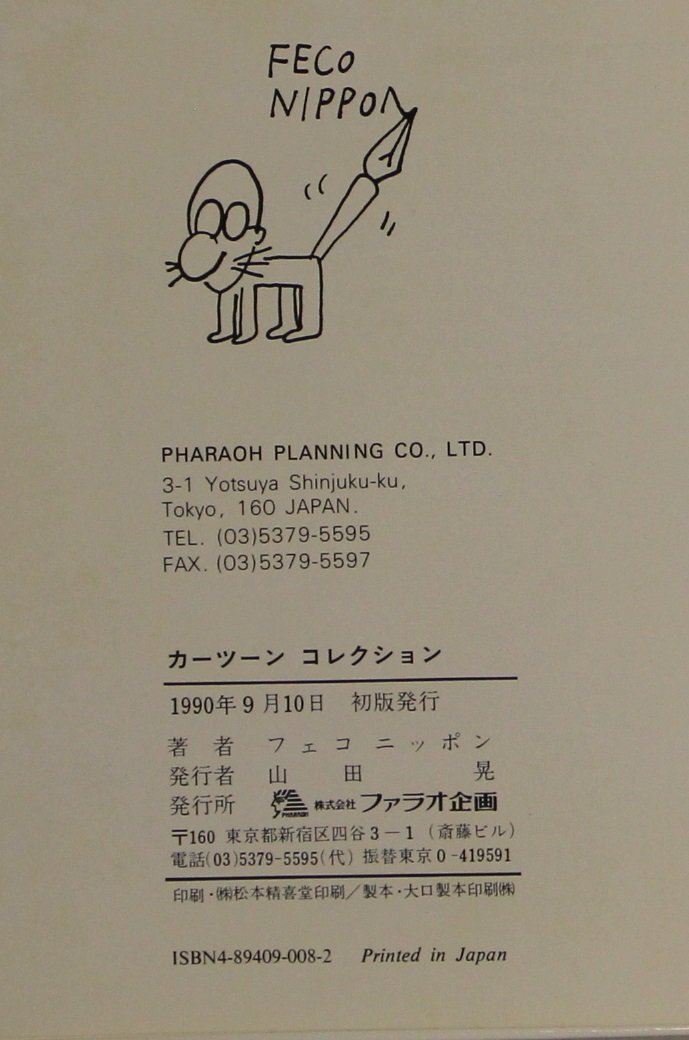 FECO
NIPPON
PHARAOH PLANNING CO., LTD.
3-1 Yotsuya Shinjuku-ku,
Tokyo, 160 JAPAN.
TEL. (03)5379-5595
FAX. (03)5379-5597
カーツーン コレクション
1990年9月10日 初版発行
著者 フェコニッポン
発行者 山田 晃
発行所 PHARAOH 株式会社 ファラオ企画
〒160 東京都新宿区四谷3-1 (斎藤ビル)
電話(03)5379-5595(代) 振替東京0-419591
印刷・㈱松本精喜堂印刷/製本・大口製本印刷㈱
ISBN4-89409-008-2 Printed in Japan